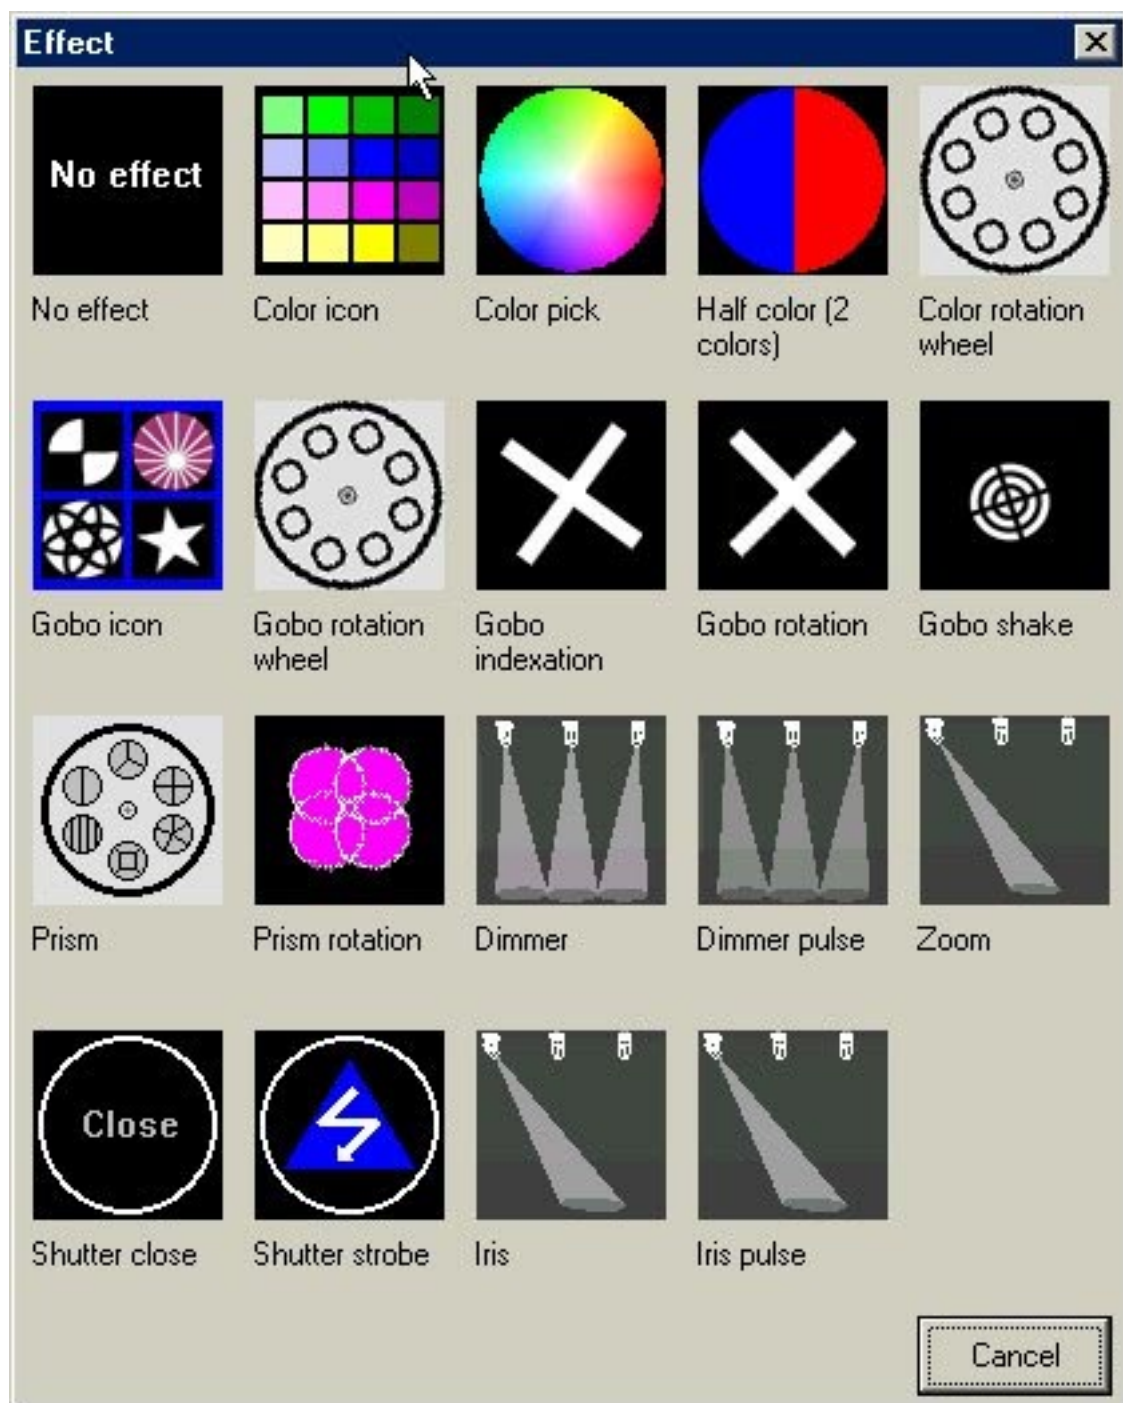 Effect
No effect
No effect
Color icon
Color pick
Half color (2
colors)
Color rotation
wheel
Gobo icon
Gobo rotation
wheel
Gobo
indexation
Gobo rotation
Gobo shake
Prism
Prism rotation
Dimmer
Dimmer pulse
Zoom
Close
Shutter close
Shutter strobe
Iris
Iris pulse
Cancel